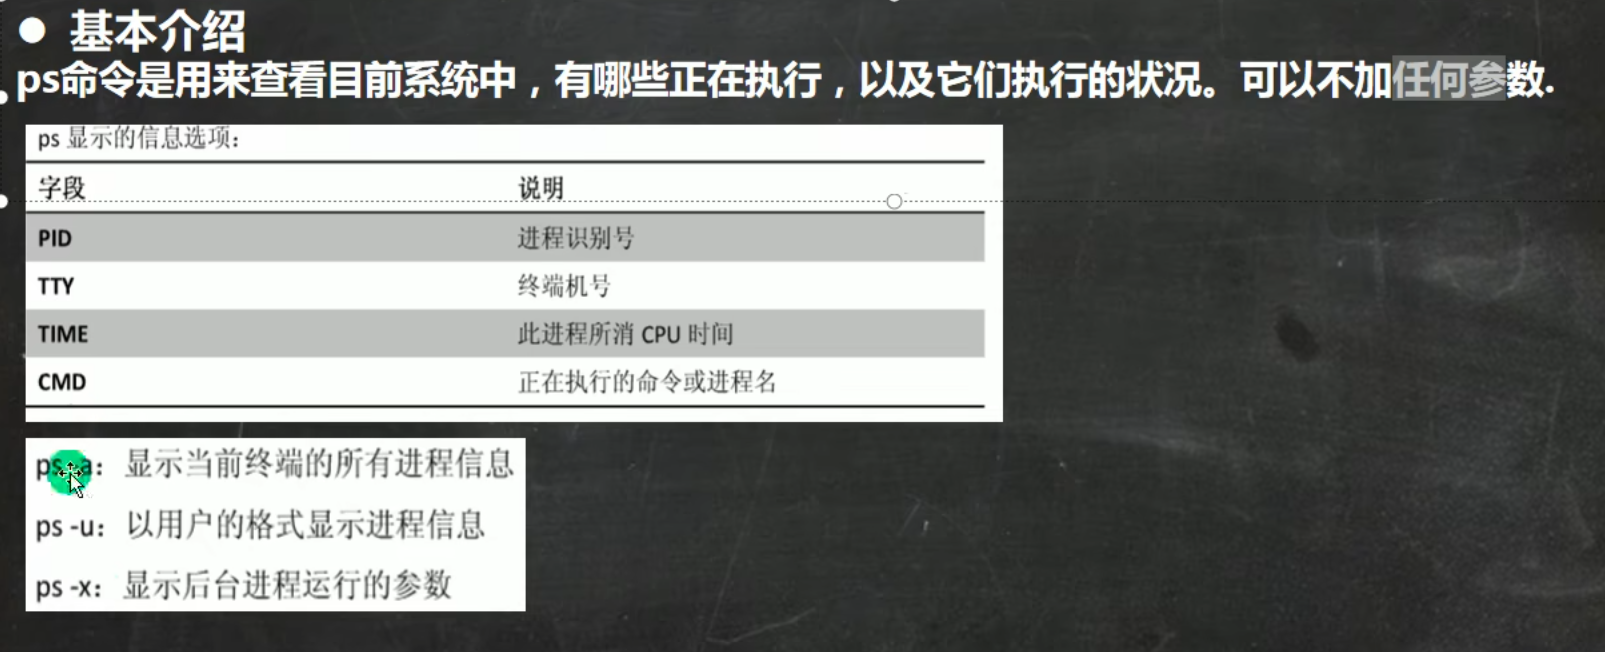 ● 基本介绍
ps命令是用来查看目前系统中，有哪些正在执行，以及它们执行的状况。可以不加任何参数.
ps 显示的信息选项：
字段 说明
PID 进程识别号
TTY 终端机号
TIME 此进程所消 CPU 时间
CMD 正在执行的命令或进程名
ps -a：显示当前终端的所有进程信息
ps -u：以用户的格式显示进程信息
ps -x：显示后台进程运行的参数